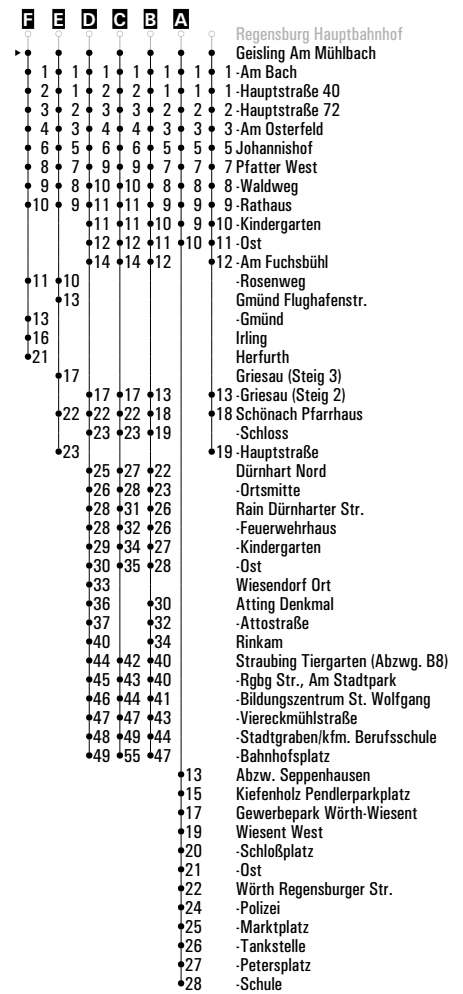 F E D C B A
Regensburg Hauptbahnhof
Geisling Am Mühlbach
1 1 1 1 1 1 1 -Am Bach
2 1 2 2 1 1 1 -Hauptstraße 40
3 2 3 3 2 2 2 -Hauptstraße 72
4 3 4 4 3 3 3 -Am Osterfeld
6 5 6 6 5 5 5 Johannishof
8 7 9 9 7 7 7 Pfatter West
9 8 10 10 8 8 8 -Waldweg
10 9 11 11 9 9 9 -Rathaus
11 11 10 9 10 -Kindergarten
12 12 11 10 11 -Ost
14 14 12 12 -Am Fuchsbühl
11 10 -Rosenweg
13 Gmünd Flughafenstr.
13 -Gmünd
16 Irling
21 Herfurth
17 Griesau (Steig 3)
17 17 13 13 -Griesau (Steig 2)
22 22 22 18 18 Schönach Pfarrhaus
23 23 19 -Schloss
23 19 -Hauptstraße
25 27 22 Dürnhart Nord
26 28 23 -Ortsmitte
28 31 26 Rain Dürnharter Str.
28 32 26 -Feuerwehrhaus
29 34 27 -Kindergarten
30 35 28 -Ost
33 Wiesendorf Ort
36 30 Atting Denkmal
37 32 -Attostraße
40 34 Rinkam
44 42 40 Straubing Tiergarten (Abzwg. B8)
45 43 40 -Rgbg Str., Am Stadtpark
46 44 41 -Bildungszentrum St. Wolfgang
47 47 43 -Viereckmühlstraße
48 49 44 -Stadtgraben/kfm. Berufsschule
49 55 47 -Bahnhofsplatz
13 Abzw. Seppenhausen
15 Kiefenholz Pendlerparkplatz
17 Gewerbepark Wörth-Wiesent
19 Wiesent West
20 -Schloßplatz
21 -Ost
22 Wörth Regensburger Str.
24 -Polizei
25 -Marktplatz
26 -Tankstelle
27 -Petersplatz
28 -Schule